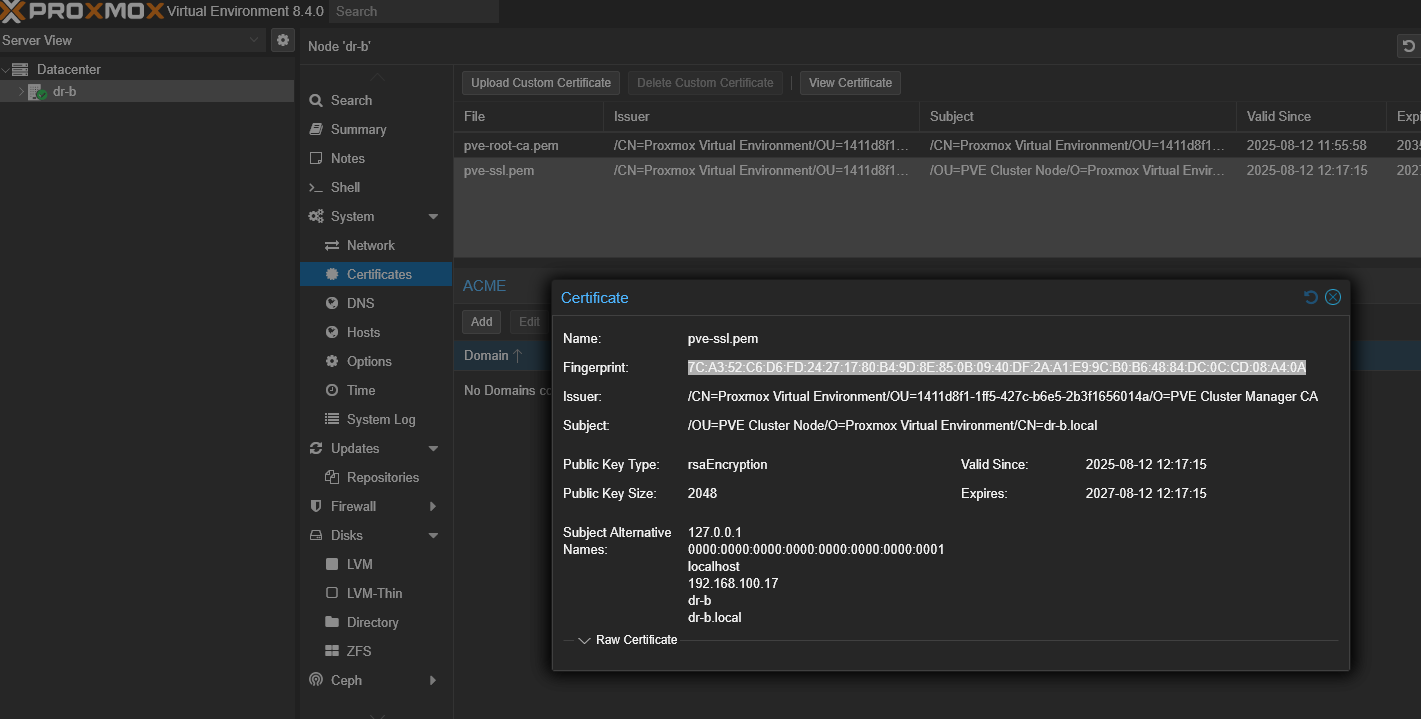 PROXMOX Virtual Environment 8.4.0 Search
Server View
Datacenter
dr-b
Node 'dr-b'
Search
Summary
Notes
Shell
System
Network
Certificates
DNS
Hosts
Options
Time
System Log
Updates
Repositories
Firewall
Disks
LVM
LVM-Thin
Directory
ZFS
Ceph
Upload Custom Certificate Delete Custom Certificate View Certificate
File Issuer Subject Valid Since Expi
pve-root-ca.pem /CN=Proxmox Virtual Environment/OU=1411d8f1... /CN=Proxmox Virtual Environment/OU=1411d8f1... 2025-08-12 11:55:58 203
pve-ssl.pem /CN=Proxmox Virtual Environment/OU=1411d8f1... /OU=PVE Cluster Node/O=Proxmox Virtual Envir... 2025-08-12 12:17:15 202
ACME
Add Edit
Domain
No Domains co
Certificate
Name: pve-ssl.pem
Fingerprint: 7C:A3:52:C6:D6:FD:24:27:17:80:B4:9D:8E:85:0B:09:40:DF:2A:A1:E9:9C:B0:B6:48:84:DC:0C:CD:08:A4:0A
Issuer: /CN=Proxmox Virtual Environment/OU=1411d8f1-1ff5-427c-b6e5-2b3f1656014a/O=PVE Cluster Manager CA
Subject: /OU=PVE Cluster Node/O=Proxmox Virtual Environment/CN=dr-b.local
Public Key Type: rsaEncryption Valid Since: 2025-08-12 12:17:15
Public Key Size: 2048 Expires: 2027-08-12 12:17:15
Subject Alternative 127.0.0.1
Names: 0000:0000:0000:0000:0000:0000:0000:0001
localhost
192.168.100.17
dr-b
dr-b.local
Raw Certificate